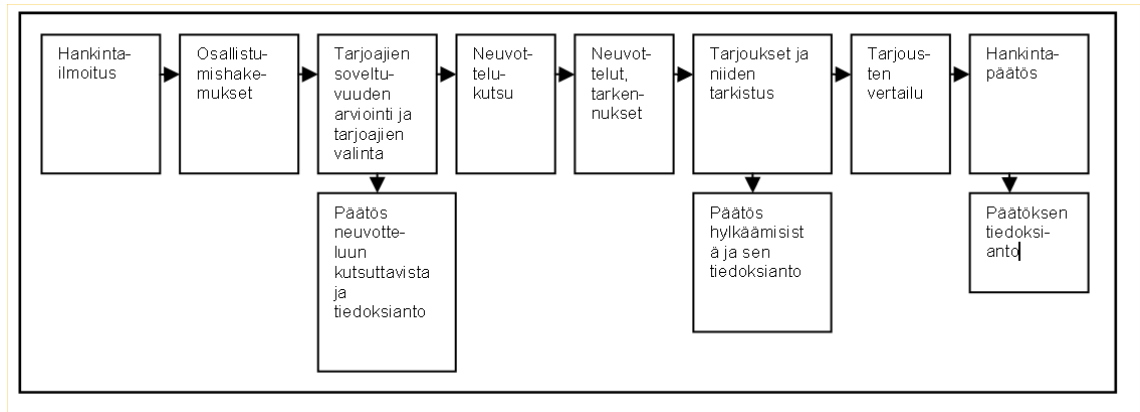 Hankinta-
ilmoitus
Osallistu-
mishake-
mukset
Tarjoajien
soveltu-
vuuden
arviointi ja
tarjoajien
valinta
Neuvot-
telu-
kutsu
Neuvot-
telut,
tarken-
nukset
Tarjoukset ja
niiden
tarkistus
Tarjous-
ten
vertailu
Hankinta-
päätös
Päätös
neuvotte-
luun
kutsuttavista
ja
tiedoksianto
Päätös
hylkäämisist
ä ja sen
tiedoksianto
Päätöksen
tiedoksi-
anto